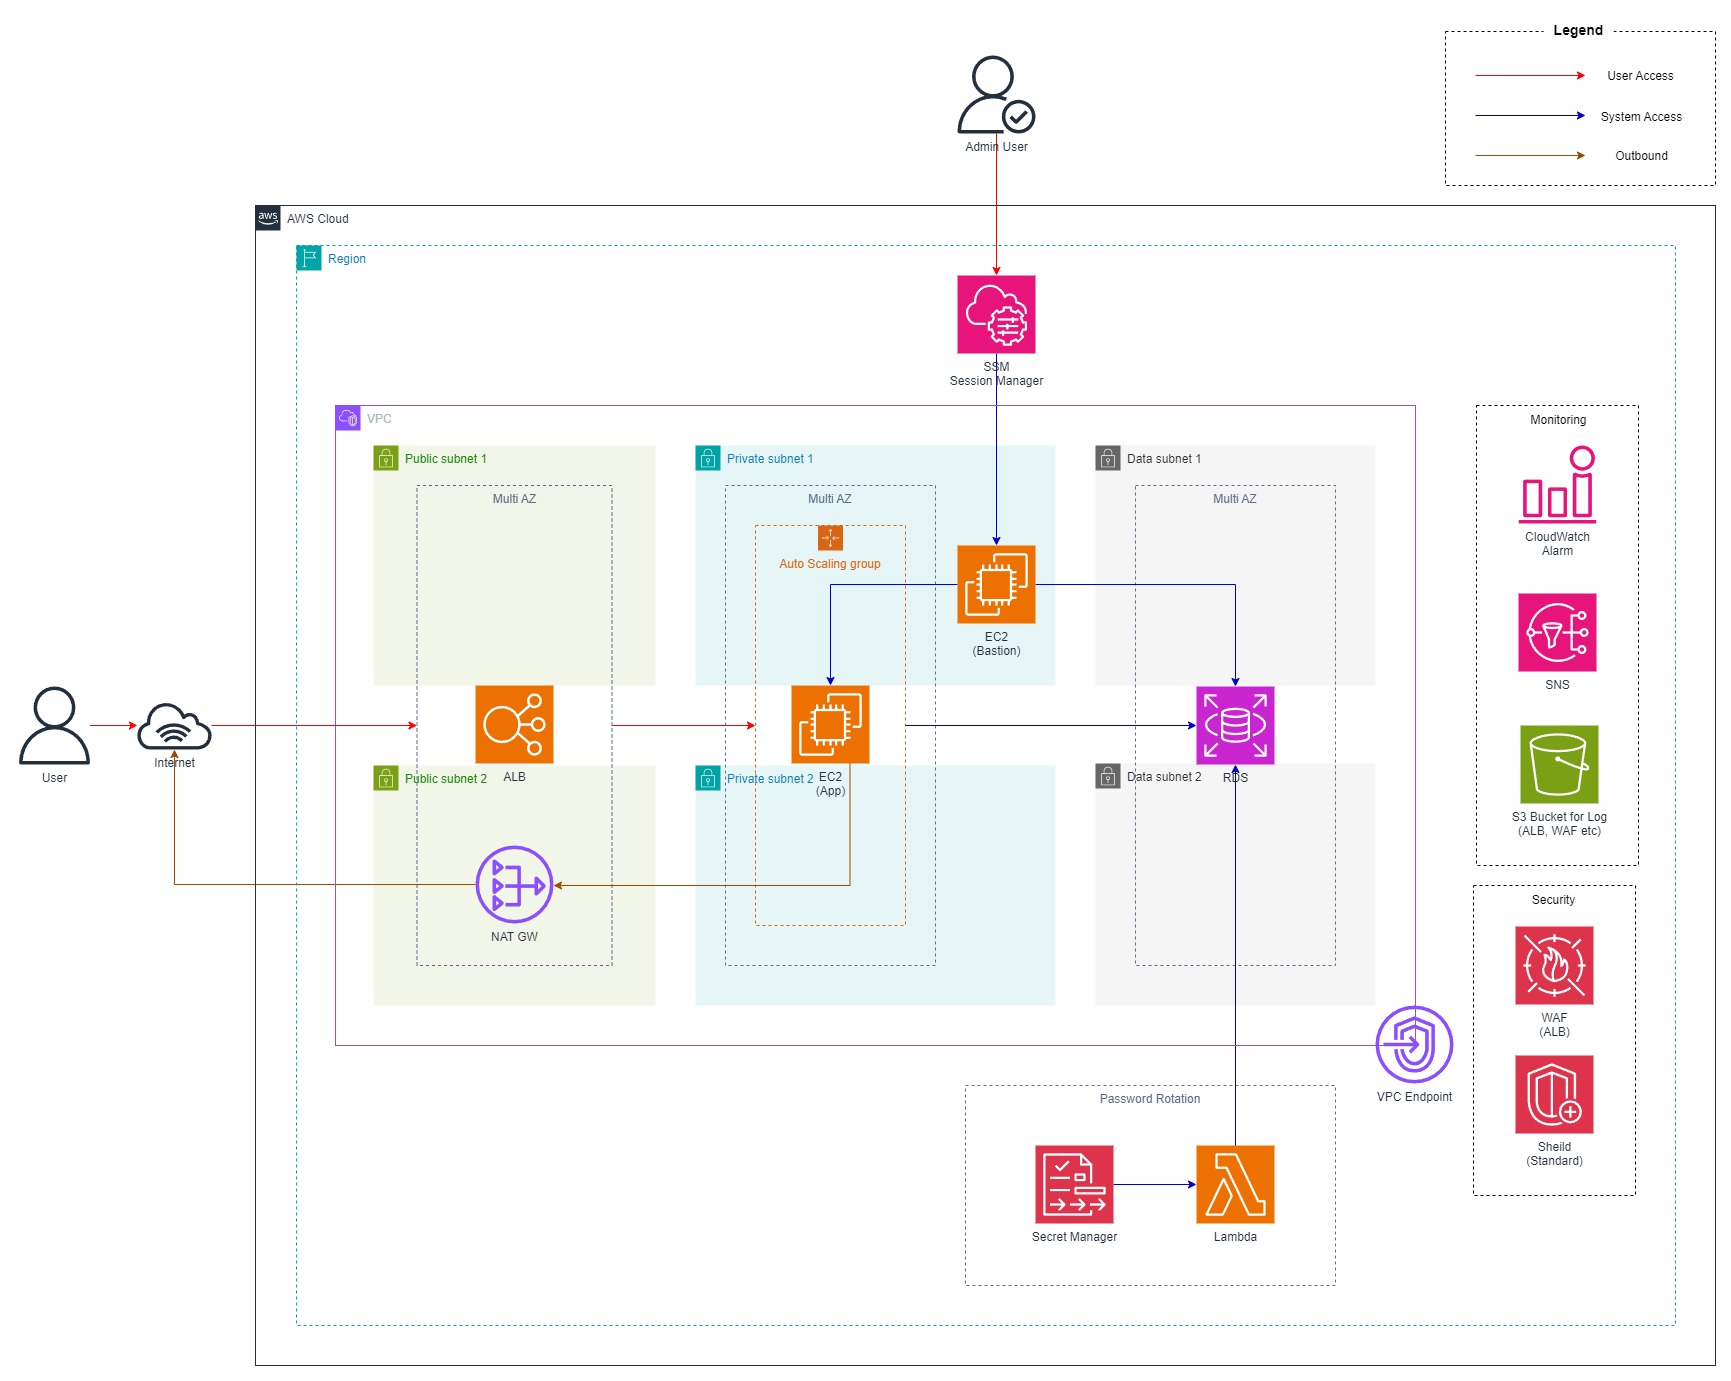 Legend
User Access
System Access
Outbound
Admin User
aws
AWS Cloud
Region
SSM
Session Manager
VPC
Public subnet 1
Private subnet 1
Data subnet 1
Multi AZ
Multi AZ
Multi AZ
Auto Scaling group
EC2
(Bastion)
User
Internet
ALB
EC2
(App)
RDS
Public subnet 2
Private subnet 2
Data subnet 2
NAT GW
VPC Endpoint
Password Rotation
Secret Manager
Lambda
Monitoring
CloudWatch
Alarm
SNS
S3 Bucket for Log
(ALB, WAF etc)
Security
WAF
(ALB)
Sheild
(Standard)